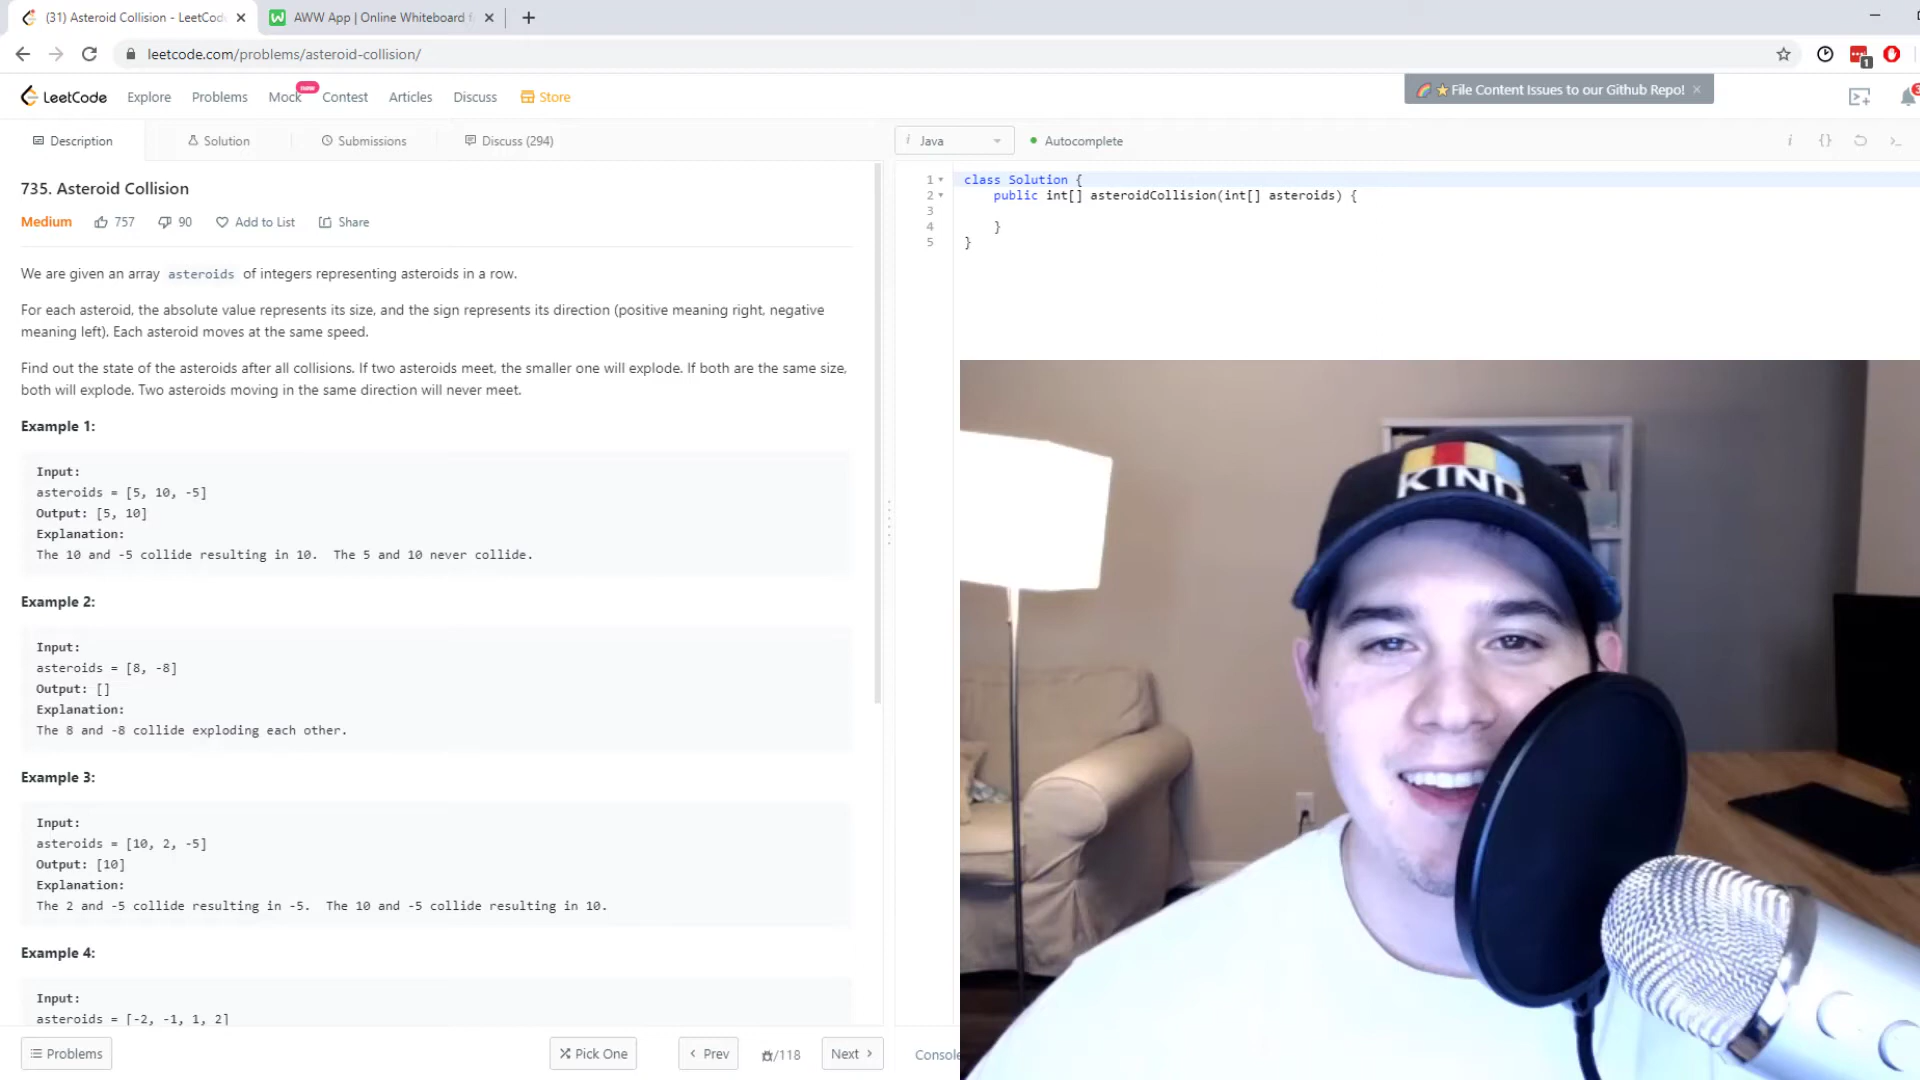 (31) Asteroid Collision - LeetCod
AWW App | Online Whiteboard f
leetcode.com/problems/asteroid-collision/
1
LeetCode
Explore
Problems
Mock
new
Contest
Articles
Discuss
Store
File Content Issues to our Github Repo!
Description
Solution
Submissions
Discuss (294)
i Java
Autocomplete
735. Asteroid Collision
Medium
757
90
Add to List
Share
We are given an array asteroids of integers representing asteroids in a row.
For each asteroid, the absolute value represents its size, and the sign represents its direction (positive meaning right, negative
meaning left). Each asteroid moves at the same speed.
Find out the state of the asteroids after all collisions. If two asteroids meet, the smaller one will explode. If both are the same size,
both will explode. Two asteroids moving in the same direction will never meet.
Example 1:
Input:
asteroids = [5, 10, -5]
Output: [5, 10]
Explanation:
The 10 and -5 collide resulting in 10.  The 5 and 10 never collide.
Example 2:
Input:
asteroids = [8, -8]
Output: []
Explanation:
The 8 and -8 collide exploding each other.
Example 3:
Input:
asteroids = [10, 2, -5]
Output: [10]
Explanation:
The 2 and -5 collide resulting in -5.  The 10 and -5 collide resulting in 10.
Example 4:
Input:
asteroids = [-2, -1, 1, 2]
Problems
Pick One
Prev
/118
Next
Console
1 class Solution {
2 public int[] asteroidCollision(int[] asteroids) {
3
4 }
5 }
KIND